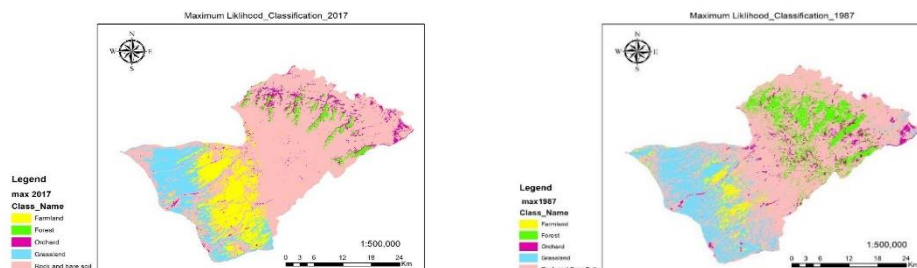 Maximum Liklihood_Classification_2017
N
W E
S
Legend
max 2017
Class_Name
Farmland
Forest
Orchard
Grassland
Rock and bare soil
1:500,000
0 3 6 12 18 24
Km
Maximum Liklihood_Classification_1987
N
W E
S
Legend
max1987
Class_Name
Farmland
Forest
Orchard
Grassland
1:500,000
0 3 6 12 18 24
Km